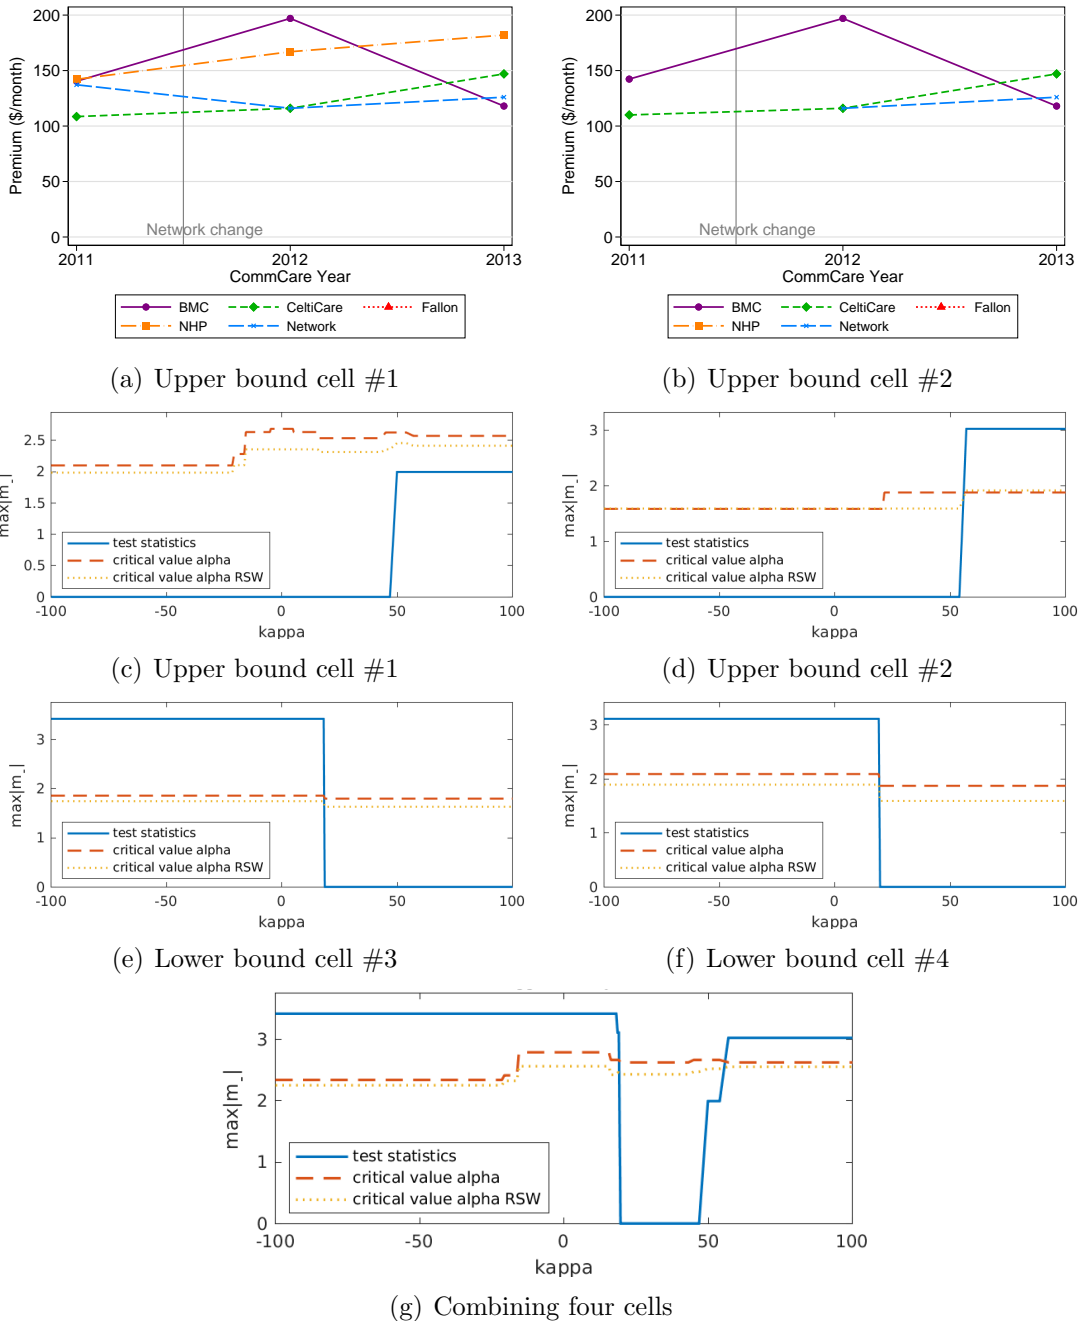 200
150
100
50
0
Premium ($/month)
Network change
2011
2012
2013
CommCare Year
BMC
CeltiCare
Fallon
NHP
Network
(a) Upper bound cell #1
200
150
100
50
0
Premium ($/month)
Network change
2011
2012
2013
CommCare Year
BMC
CeltiCare
Fallon
NHP
Network
(b) Upper bound cell #2
2.5
2
1.5
1
0.5
0
max|m_|
test statistics
critical value alpha
critical value alpha RSW
-100
-50
0
50
100
kappa
(c) Upper bound cell #1
3
2
1
0
max|m_|
test statistics
critical value alpha
critical value alpha RSW
-100
-50
0
50
100
kappa
(d) Upper bound cell #2
3
2
1
0
max|m_|
test statistics
critical value alpha
critical value alpha RSW
-100
-50
0
50
100
kappa
(e) Lower bound cell #3
3
2
1
0
max|m_|
test statistics
critical value alpha
critical value alpha RSW
-100
-50
0
50
100
kappa
(f) Lower bound cell #4
3
2
1
0
max|m_|
test statistics
critical value alpha
critical value alpha RSW
-100
-50
0
50
100
kappa
(g) Combining four cells